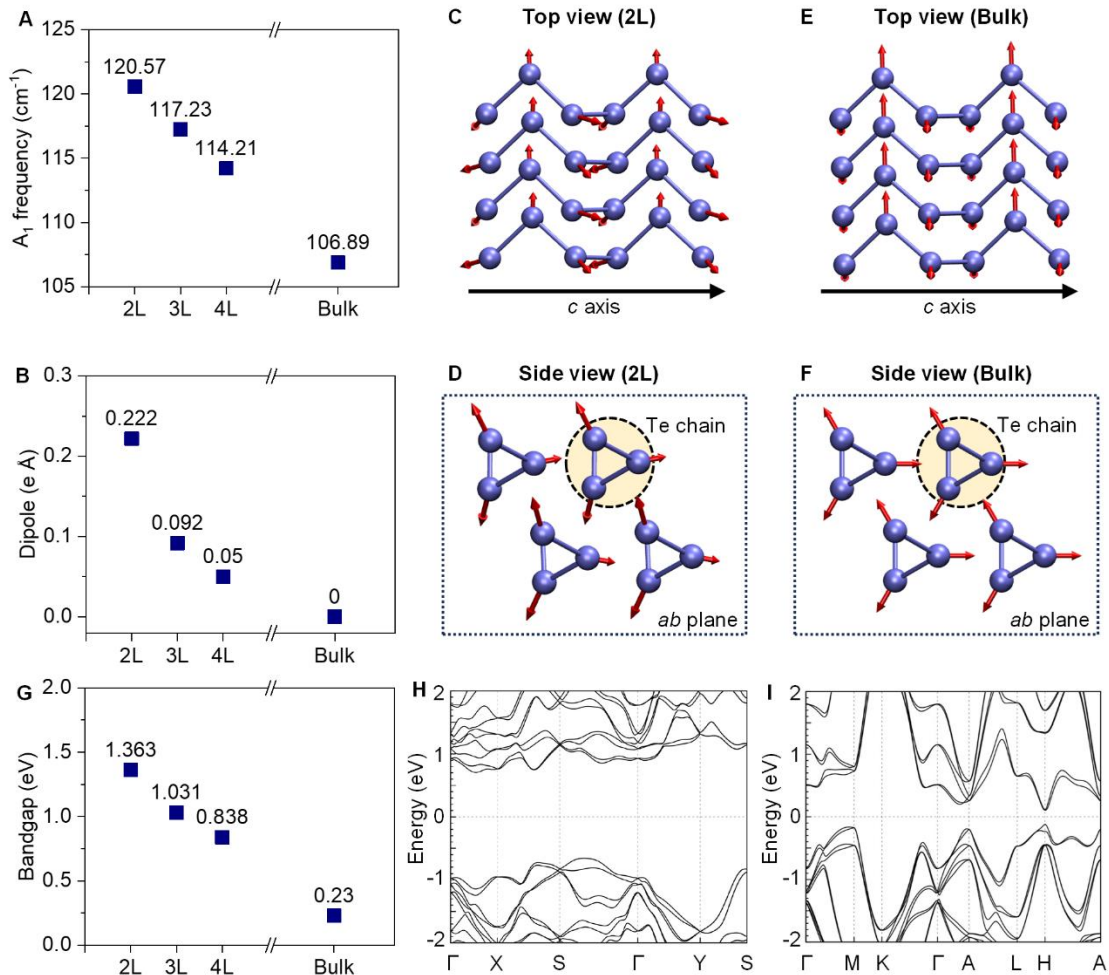 A
125
120
115
110
105
A₁ frequency (cm⁻¹)
120.57
117.23
114.21
106.89
2L 3L 4L Bulk
B
0.3
0.2
0.1
0.0
Dipole (e Å)
0.222
0.092
0.05
0
2L 3L 4L Bulk
G
2.0
1.5
1.0
0.5
0.0
Bandgap (eV)
1.363
1.031
0.838
0.23
2L 3L 4L Bulk
C Top view (2L)
c axis
E Top view (Bulk)
c axis
D Side view (2L)
Te chain
ab plane
F Side view (Bulk)
Te chain
ab plane
H
2
1
0
-1
-2
Energy (eV)
Γ X S Γ Y S
I
2
1
0
-1
-2
Energy (eV)
Γ M K Γ A L H A